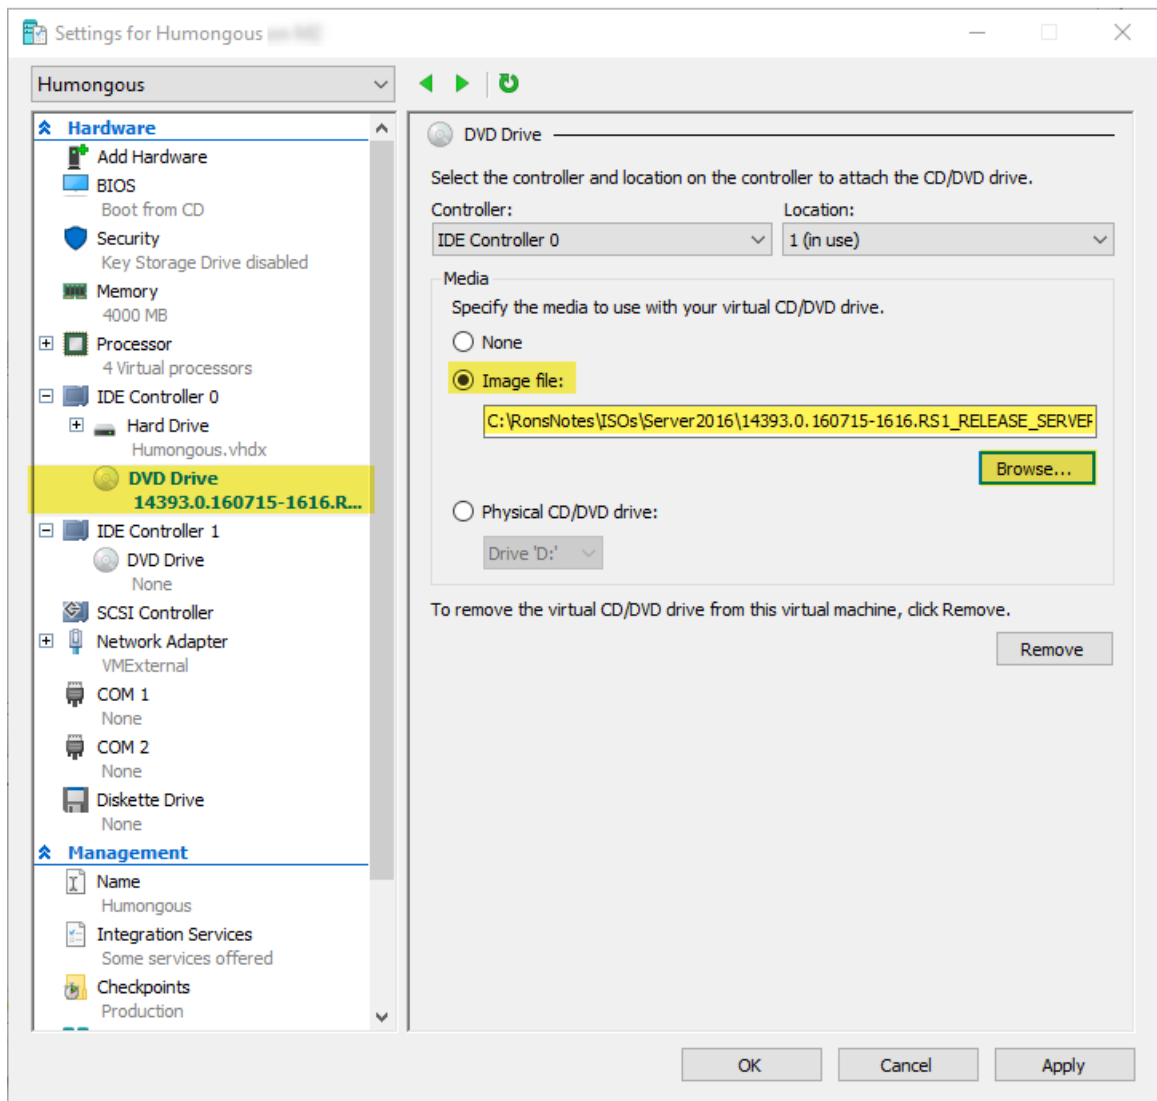 Settings for Humongous
Humongous
Hardware
Add Hardware
BIOS
Boot from CD
Security
Key Storage Drive disabled
Memory
4000 MB
Processor
4 Virtual processors
IDE Controller 0
Hard Drive
Humongous.vhdx
DVD Drive
14393.0.160715-1616.R...
IDE Controller 1
DVD Drive
None
SCSI Controller
Network Adapter
VMExternal
COM 1
None
COM 2
None
Diskette Drive
None
Management
Name
Humongous
Integration Services
Some services offered
Checkpoints
Production
DVD Drive
Select the controller and location on the controller to attach the CD/DVD drive.
Controller: Location:
IDE Controller 0 1 (in use)
Media
Specify the media to use with your virtual CD/DVD drive.
None
Image file:
C:\RonsNotes\ISOs\Server2016\14393.0.160715-1616.RS1_RELEASE_SERVER
Browse...
Physical CD/DVD drive:
Drive 'D:'
To remove the virtual CD/DVD drive from this virtual machine, click Remove.
Remove
OK Cancel Apply